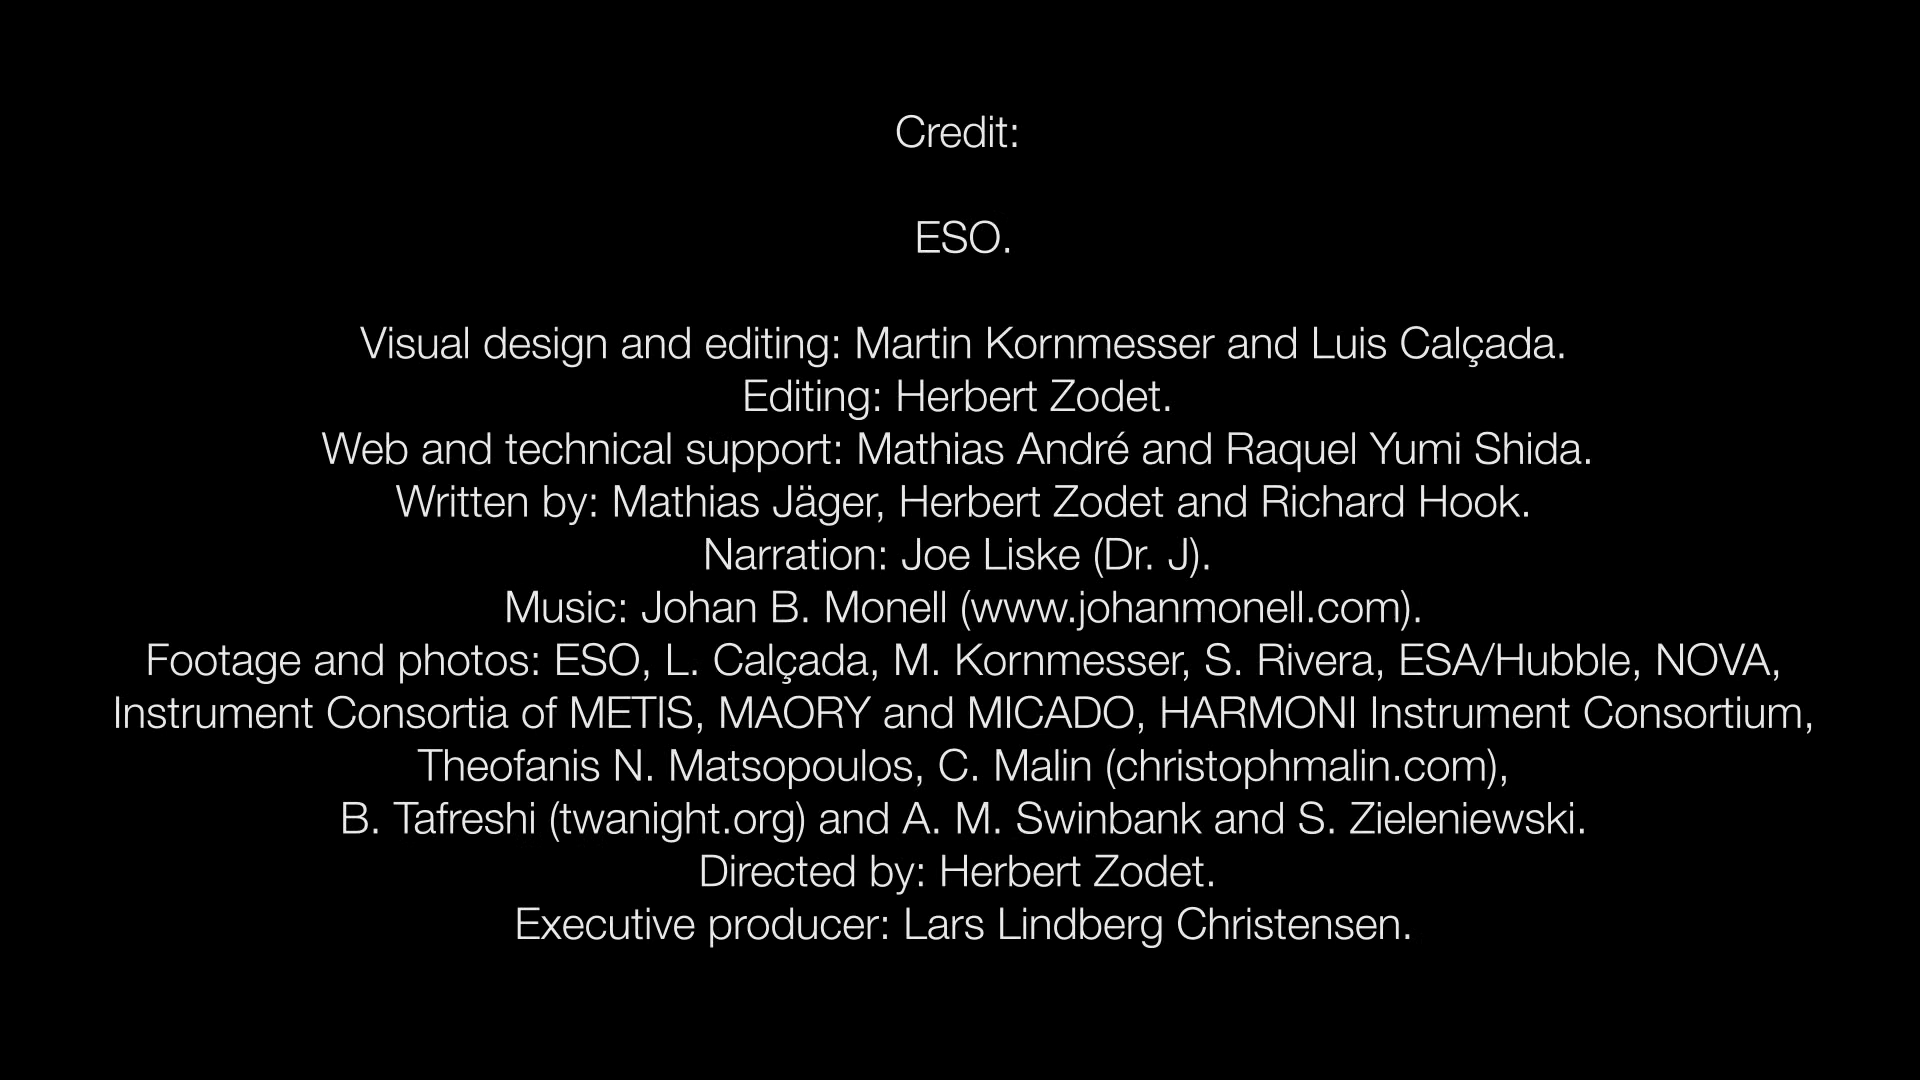 Credit:
ESO.
Visual design and editing: Martin Kornmesser and Luis Calçada.
Editing: Herbert Zodet.
Web and technical support: Mathias André and Raquel Yumi Shida.
Written by: Mathias Jäger, Herbert Zodet and Richard Hook.
Narration: Joe Liske (Dr. J).
Music: Johan B. Monell (www.johanmonell.com).
Footage and photos: ESO, L. Calçada, M. Kornmesser, S. Rivera, ESA/Hubble, NOVA,
Instrument Consortia of METIS, MAORY and MICADO, HARMONI Instrument Consortium,
Theofanis N. Matsopoulos, C. Malin (christophmalin.com),
B. Tafreshi (twanight.org) and A. M. Swinbank and S. Zieleniewski.
Directed by: Herbert Zodet.
Executive producer: Lars Lindberg Christensen.